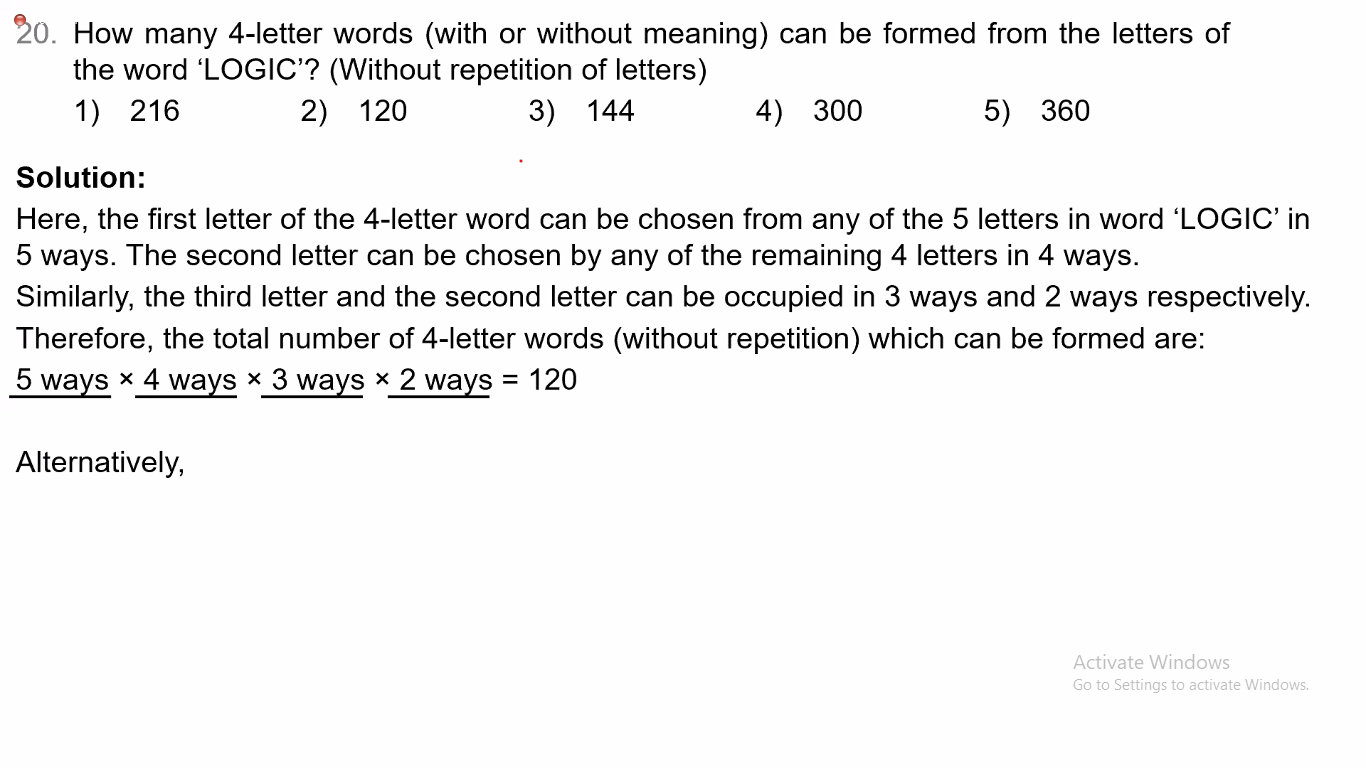 20. How many 4-letter words (with or without meaning) can be formed from the letters of
the word ‘LOGIC’? (Without repetition of letters)
1) 216 2) 120 3) 144 4) 300 5) 360
Solution:
Here, the first letter of the 4-letter word can be chosen from any of the 5 letters in word ‘LOGIC’ in
5 ways. The second letter can be chosen by any of the remaining 4 letters in 4 ways.
Similarly, the third letter and the second letter can be occupied in 3 ways and 2 ways respectively.
Therefore, the total number of 4-letter words (without repetition) which can be formed are:
5 ways × 4 ways × 3 ways × 2 ways = 120
Alternatively,
Activate Windows
Go to Settings to activate Windows.